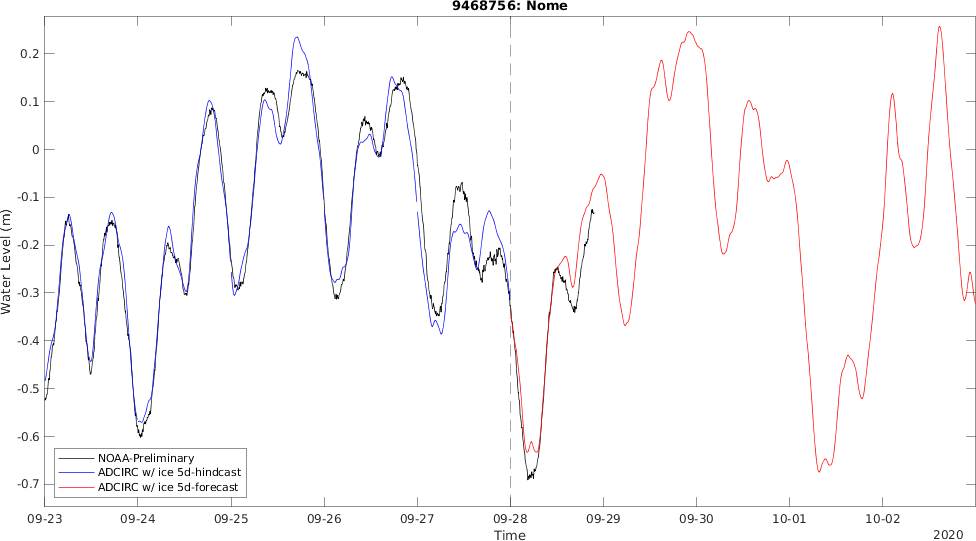 9468756: Nome
Water Level (m)
0.2
0.1
0
-0.1
-0.2
-0.3
-0.4
-0.5
-0.6
-0.7
NOAA-Preliminary
ADCIRC w/ ice 5d-hindcast
ADCIRC w/ ice 5d-forecast
09-23 09-24 09-25 09-26 09-27 09-28 09-29 09-30 10-01 10-02
Time
2020